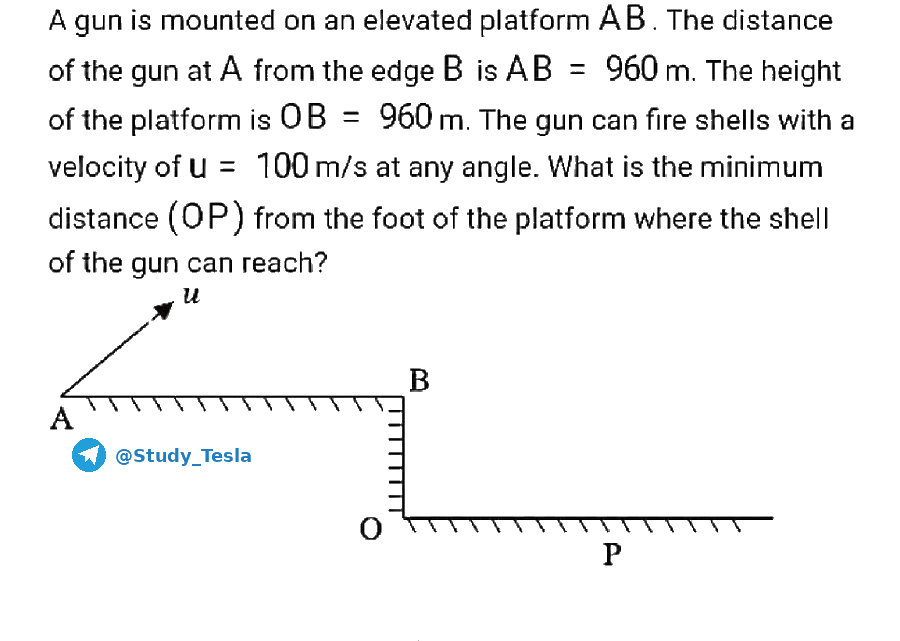 A gun is mounted on an elevated platform AB. The distance
of the gun at A from the edge B is AB = 960 m. The height
of the platform is OB = 960 m. The gun can fire shells with a
velocity of u = 100 m/s at any angle. What is the minimum
distance (OP) from the foot of the platform where the shell
of the gun can reach?
u
B
A
@Study_Tesla
O
P